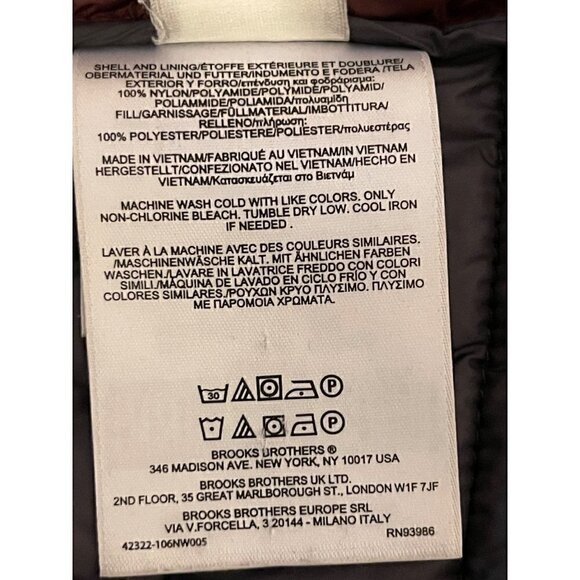 SHELL AND LINING/ÉTOFFE EXTÉRIEURE ET DOUBLURE/
OBERMATERIAL UND FUTTER/INDUMENTO E FODERA /TELA
EXTERIOR Y FORRO/επένδυση και φοδράρισμα:
100% NYLON/POLYAMIDE/POLYMIDE/POLYAMID/
POLIAMMIDE/POLIAMIDA/πολυαμίδη
FILL/GARNISSAGE/FÜLLMATERIAL/IMBOTTITURA/
RELLENO/πλήρωση:
100% POLYESTER/POLIESTERE/POLIESTER/πολυεστέρας
MADE IN VIETNAM/FABRIQUÉ AU VIETNAM/IN VIETNAM
HERGESTELLT/CONFEZIONATO NEL VIETNAM/HECHO EN
VIETNAM/Κατασκευάζεται στο Βιετνάμ
MACHINE WASH COLD WITH LIKE COLORS. ONLY
NON-CHLORINE BLEACH. TUMBLE DRY LOW. COOL IRON
IF NEEDED .
LAVER À LA MACHINE AVEC DES COULEURS SIMILAIRES.
/MASCHINENWÄSCHE KALT. MIT ÄHNLICHEN FARBEN
WASCHEN./LAVARE IN LAVATRICE FREDDO CON COLORI
SIMILI./MÁQUINA DE LAVADO EN CICLO FRÍO Y CON
COLORES SIMILARES./ΡΟΥΧΩΝ ΚΡΥΟ ΠΛΥΣΙΜΟ. ΠΛΥΣΙΜΟ
ΜΕ ΠΑΡΟΜΟΙΑ ΧΡΩΜΑΤΑ.
30 P
P
BROOKS BROTHERS ®
346 MADISON AVE. NEW YORK, NY 10017 USA
BROOKS BROTHERS UK LTD.
2ND FLOOR, 35 GREAT MARLBOROUGH ST., LONDON W1F 7JF
BROOKS BROTHERS EUROPE SRL
VIA V.FORCELLA, 3 20144 - MILANO ITALY
42322-106NW005 RN93986